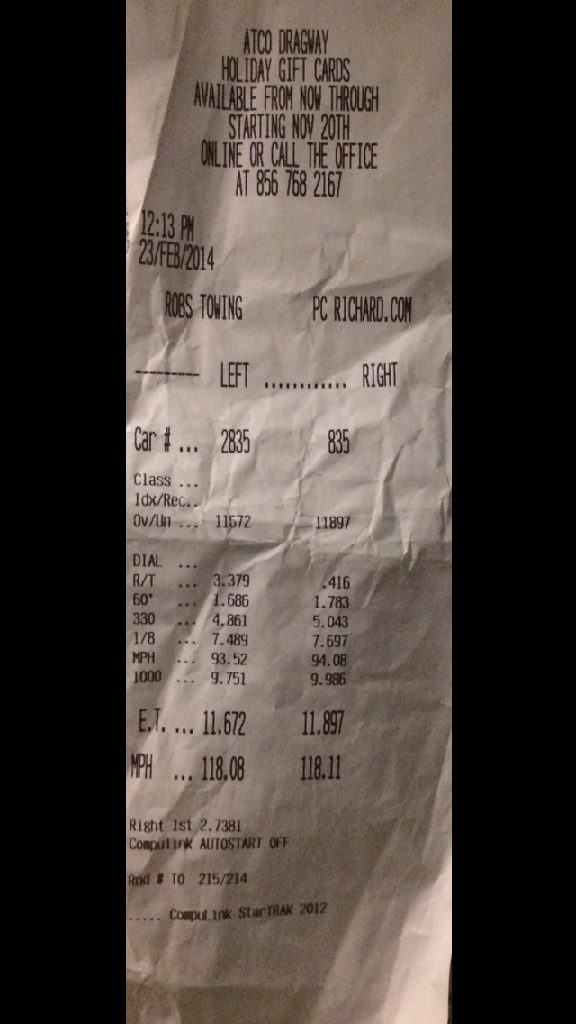 ATCO DRAGWAY
HOLIDAY GIFT CARDS
AVAILABLE FROM NOW THROUGH
STARTING NOV 20TH
ONLINE OR CALL THE OFFICE
AT 856 768 2167
12:13 PM
23/FEB/2014
ROBS TOWING PC RICHARD.COM
--------- LEFT ............ RIGHT
Car # ... 2835 835
Class ...
Idx/Rec..
Ov/Un ... 11672 11897
DIAL ...
R/T ... 3.379 .416
60" ... 1.686 1.783
330 ... 4.861 5.043
1/8 ... 7.489 7.697
MPH ... 93.52 94.08
1000 ... 9.751 9.986
E.T. ... 11.672 11.897
MPH ... 118.08 118.11
Right 1st 2.7381
Compulink AUTOSTART OFF
Rnd # TO 215/214
..... CompuLink StarTRAK 2012